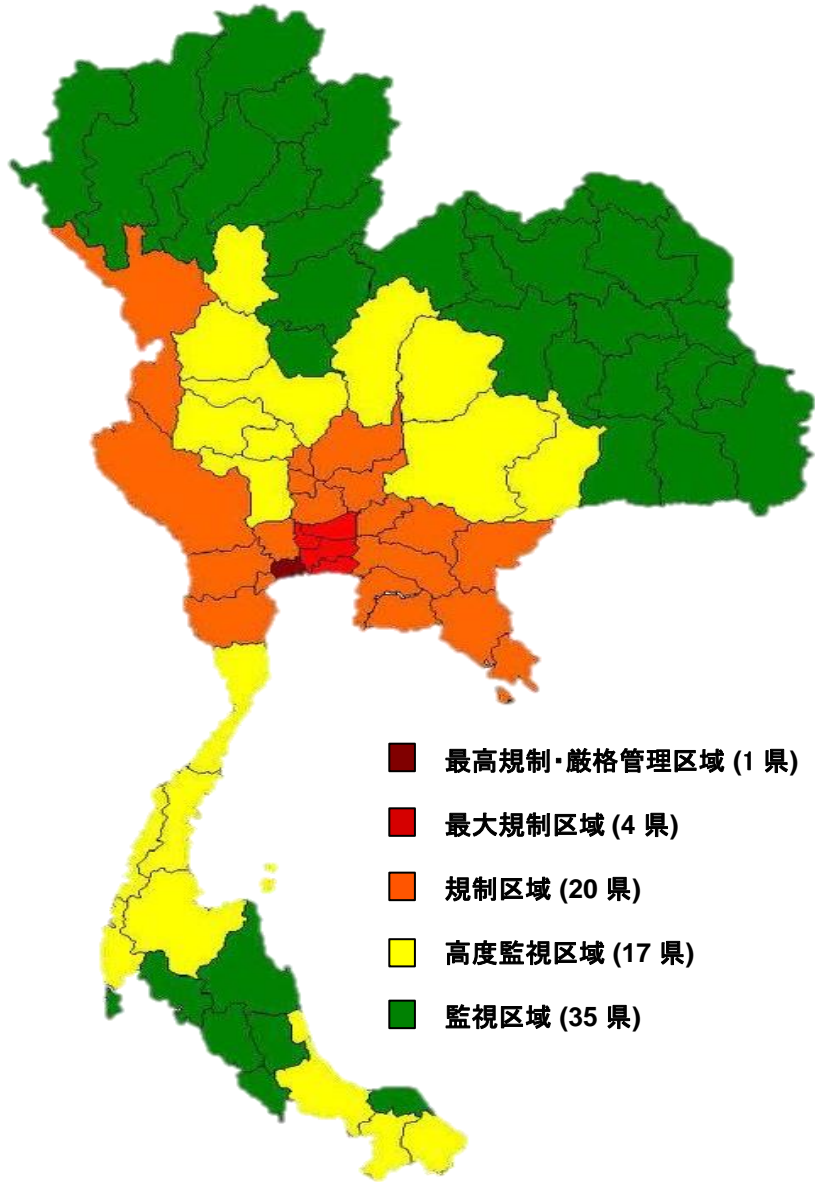 最高規制・厳格管理区域 (1 県)
最大規制区域 (4 県)
規制区域 (20 県)
高度監視区域 (17 県)
監視区域 (35 県)